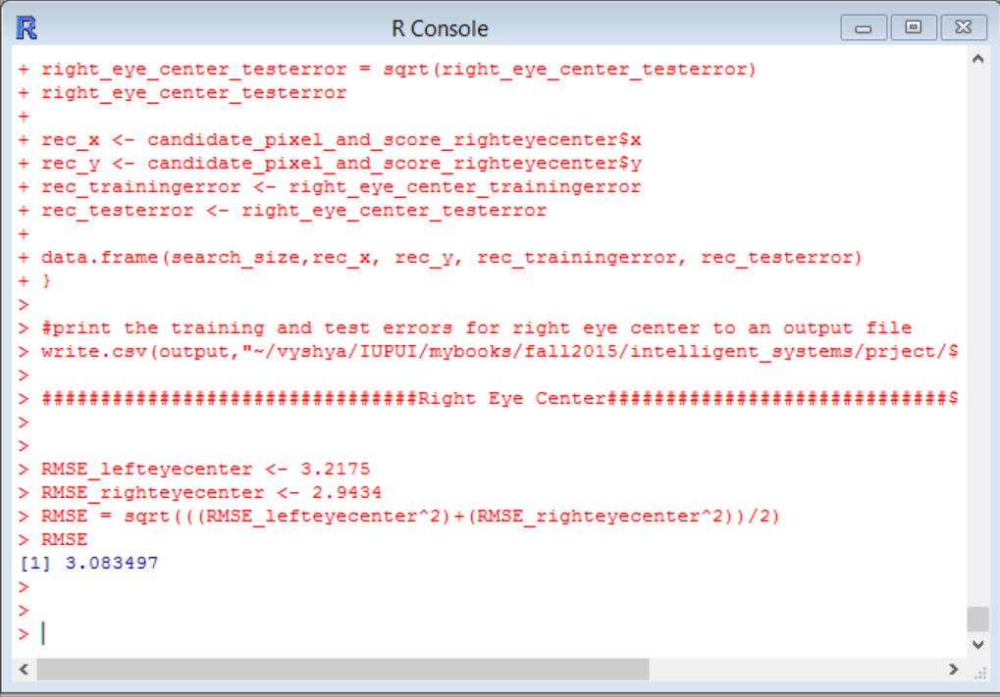 R Console
+ right_eye_center_testerror = sqrt(right_eye_center_testerror)
+ right_eye_center_testerror
+
+ rec_x <- candidate_pixel_and_score_righteyecenter$x
+ rec_y <- candidate_pixel_and_score_righteyecenter$y
+ rec_trainingerror <- right_eye_center_trainingerror
+ rec_testerror <- right_eye_center_testerror
+
+ data.frame(search_size,rec_x, rec_y, rec_trainingerror, rec_testerror)
+ }
>
> #print the training and test errors for right eye center to an output file
> write.csv(output,"~/vyshya/IUPUI/mybooks/fall2015/intelligent_systems/prject/$
>
> ################################Right Eye Center#############################$
>
>
> RMSE_lefteyecenter <- 3.2175
> RMSE_righteyecenter <- 2.9434
> RMSE = sqrt(((RMSE_lefteyecenter^2)+(RMSE_righteyecenter^2))/2)
> RMSE
[1] 3.083497
>
>
>